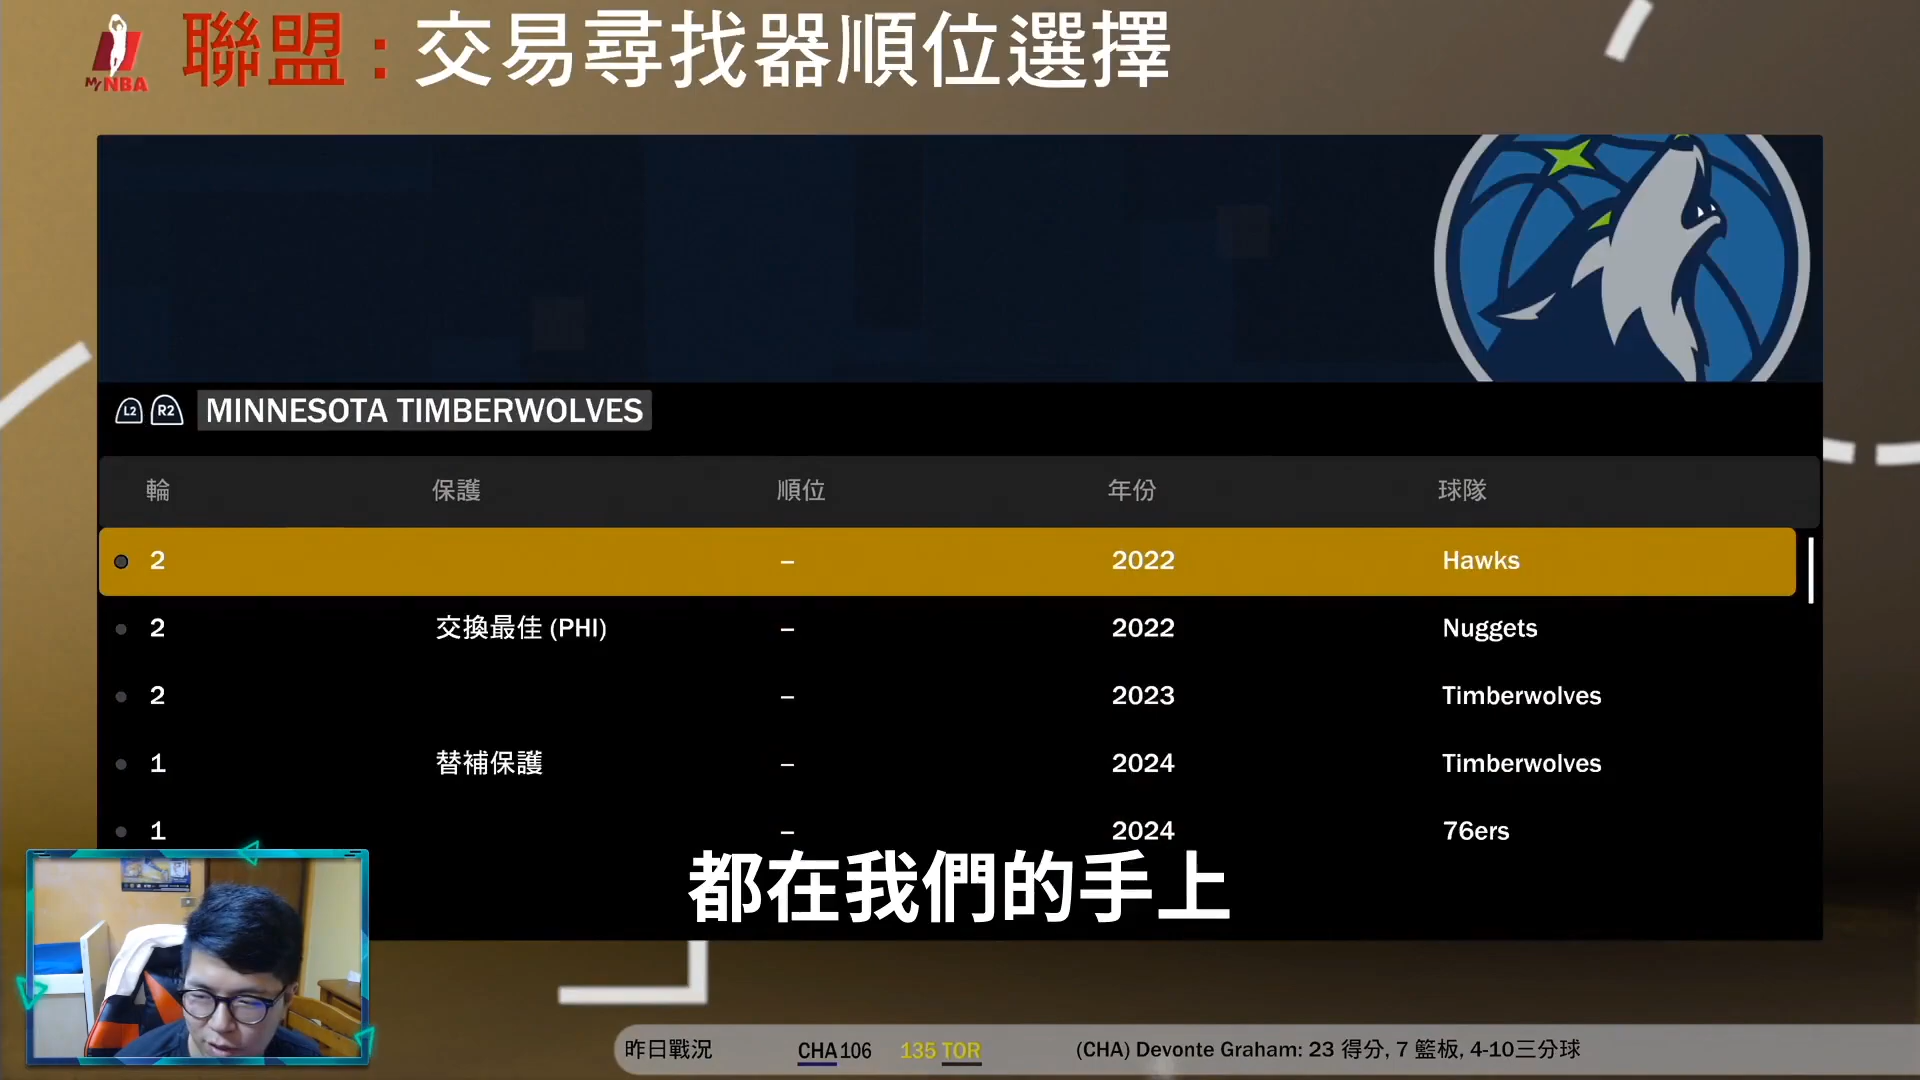 MyNBA
聯盟 : 交易尋找器順位選擇
L2 R2 MINNESOTA TIMBERWOLVES
輪 保護 順位 年份 球隊
2 – 2022 Hawks
2 交換最佳 (PHI) – 2022 Nuggets
2 – 2023 Timberwolves
1 替補保護 – 2024 Timberwolves
1 – 2024 76ers
都在我們的手上
昨日戰況 CHA 106 135 TOR (CHA) Devonte Graham: 23 得分, 7 籃板, 4-10三分球